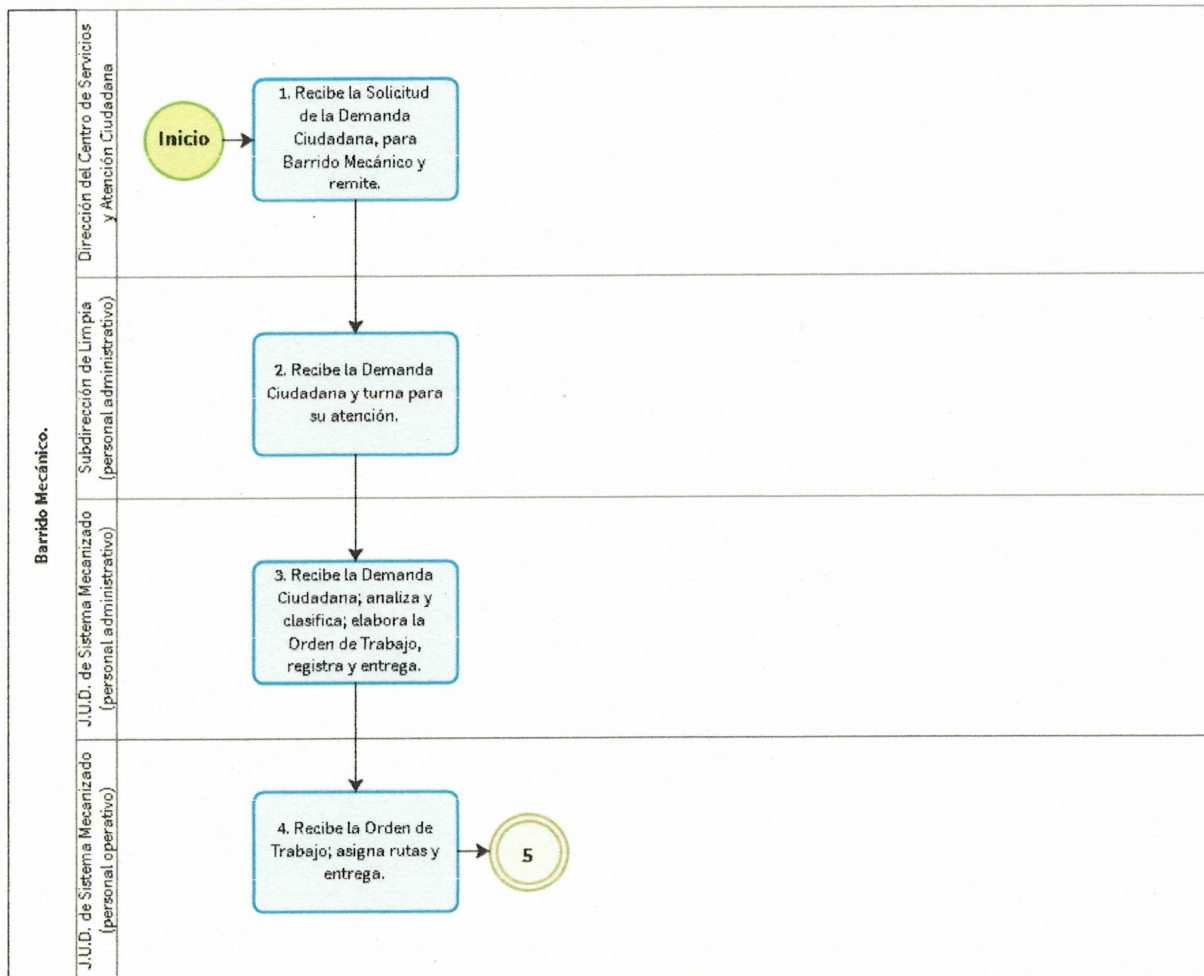 Barrido Mecánico.
Dirección del Centro de Servicios
y Atención Ciudadana
Inicio
1. Recibe la Solicitud
de la Demanda
Ciudadana, para
Barrido Mecánico y
remite.
Subdirección de Limpia
(personal administrativo)
2. Recibe la Demanda
Ciudadana y turna para
su atención.
J.U.D. de Sistema Mecanizado
(personal administrativo)
3. Recibe la Demanda
Ciudadana; analiza y
clasifica; elabora la
Orden de Trabajo,
registra y entrega.
J.U.D. de Sistema Mecanizado
(personal operativo)
4. Recibe la Orden de
Trabajo; asigna rutas y
entrega.
5